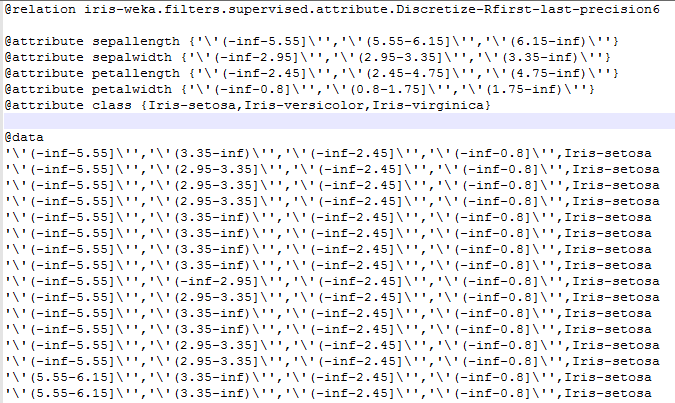 @relation iris-weka.filters.supervised.attribute.Discretize-Rfirst-last-precision6
@attribute sepallength {'\'(-inf-5.55]\'','\'(5.55-6.15]\'','\'(6.15-inf)\''}
@attribute sepalwidth {'\'(-inf-2.95]\'','\'(2.95-3.35]\'','\'(3.35-inf)\''}
@attribute petallength {'\'(-inf-2.45]\'','\'(2.45-4.75]\'','\'(4.75-inf)\''}
@attribute petalwidth {'\'(-inf-0.8]\'','\'(0.8-1.75]\'','\'(1.75-inf)\''}
@attribute class {Iris-setosa,Iris-versicolor,Iris-virginica}
@data
'\'(-inf-5.55]\'','\'(3.35-inf)\'','\'(-inf-2.45]\'','\'(-inf-0.8]\'',Iris-setosa
'\'(-inf-5.55]\'','\'(2.95-3.35]\'','\'(-inf-2.45]\'','\'(-inf-0.8]\'',Iris-setosa
'\'(-inf-5.55]\'','\'(2.95-3.35]\'','\'(-inf-2.45]\'','\'(-inf-0.8]\'',Iris-setosa
'\'(-inf-5.55]\'','\'(2.95-3.35]\'','\'(-inf-2.45]\'','\'(-inf-0.8]\'',Iris-setosa
'\'(-inf-5.55]\'','\'(3.35-inf)\'','\'(-inf-2.45]\'','\'(-inf-0.8]\'',Iris-setosa
'\'(-inf-5.55]\'','\'(3.35-inf)\'','\'(-inf-2.45]\'','\'(-inf-0.8]\'',Iris-setosa
'\'(-inf-5.55]\'','\'(3.35-inf)\'','\'(-inf-2.45]\'','\'(-inf-0.8]\'',Iris-setosa
'\'(-inf-5.55]\'','\'(3.35-inf)\'','\'(-inf-2.45]\'','\'(-inf-0.8]\'',Iris-setosa
'\'(-inf-5.55]\'','\'(-inf-2.95]\'','\'(-inf-2.45]\'','\'(-inf-0.8]\'',Iris-setosa
'\'(-inf-5.55]\'','\'(2.95-3.35]\'','\'(-inf-2.45]\'','\'(-inf-0.8]\'',Iris-setosa
'\'(-inf-5.55]\'','\'(3.35-inf)\'','\'(-inf-2.45]\'','\'(-inf-0.8]\'',Iris-setosa
'\'(-inf-5.55]\'','\'(3.35-inf)\'','\'(-inf-2.45]\'','\'(-inf-0.8]\'',Iris-setosa
'\'(-inf-5.55]\'','\'(2.95-3.35]\'','\'(-inf-2.45]\'','\'(-inf-0.8]\'',Iris-setosa
'\'(-inf-5.55]\'','\'(2.95-3.35]\'','\'(-inf-2.45]\'','\'(-inf-0.8]\'',Iris-setosa
'\'(5.55-6.15]\'','\'(3.35-inf)\'','\'(-inf-2.45]\'','\'(-inf-0.8]\'',Iris-setosa
'\'(5.55-6.15]\'','\'(3.35-inf)\'','\'(-inf-2.45]\'','\'(-inf-0.8]\'',Iris-setosa